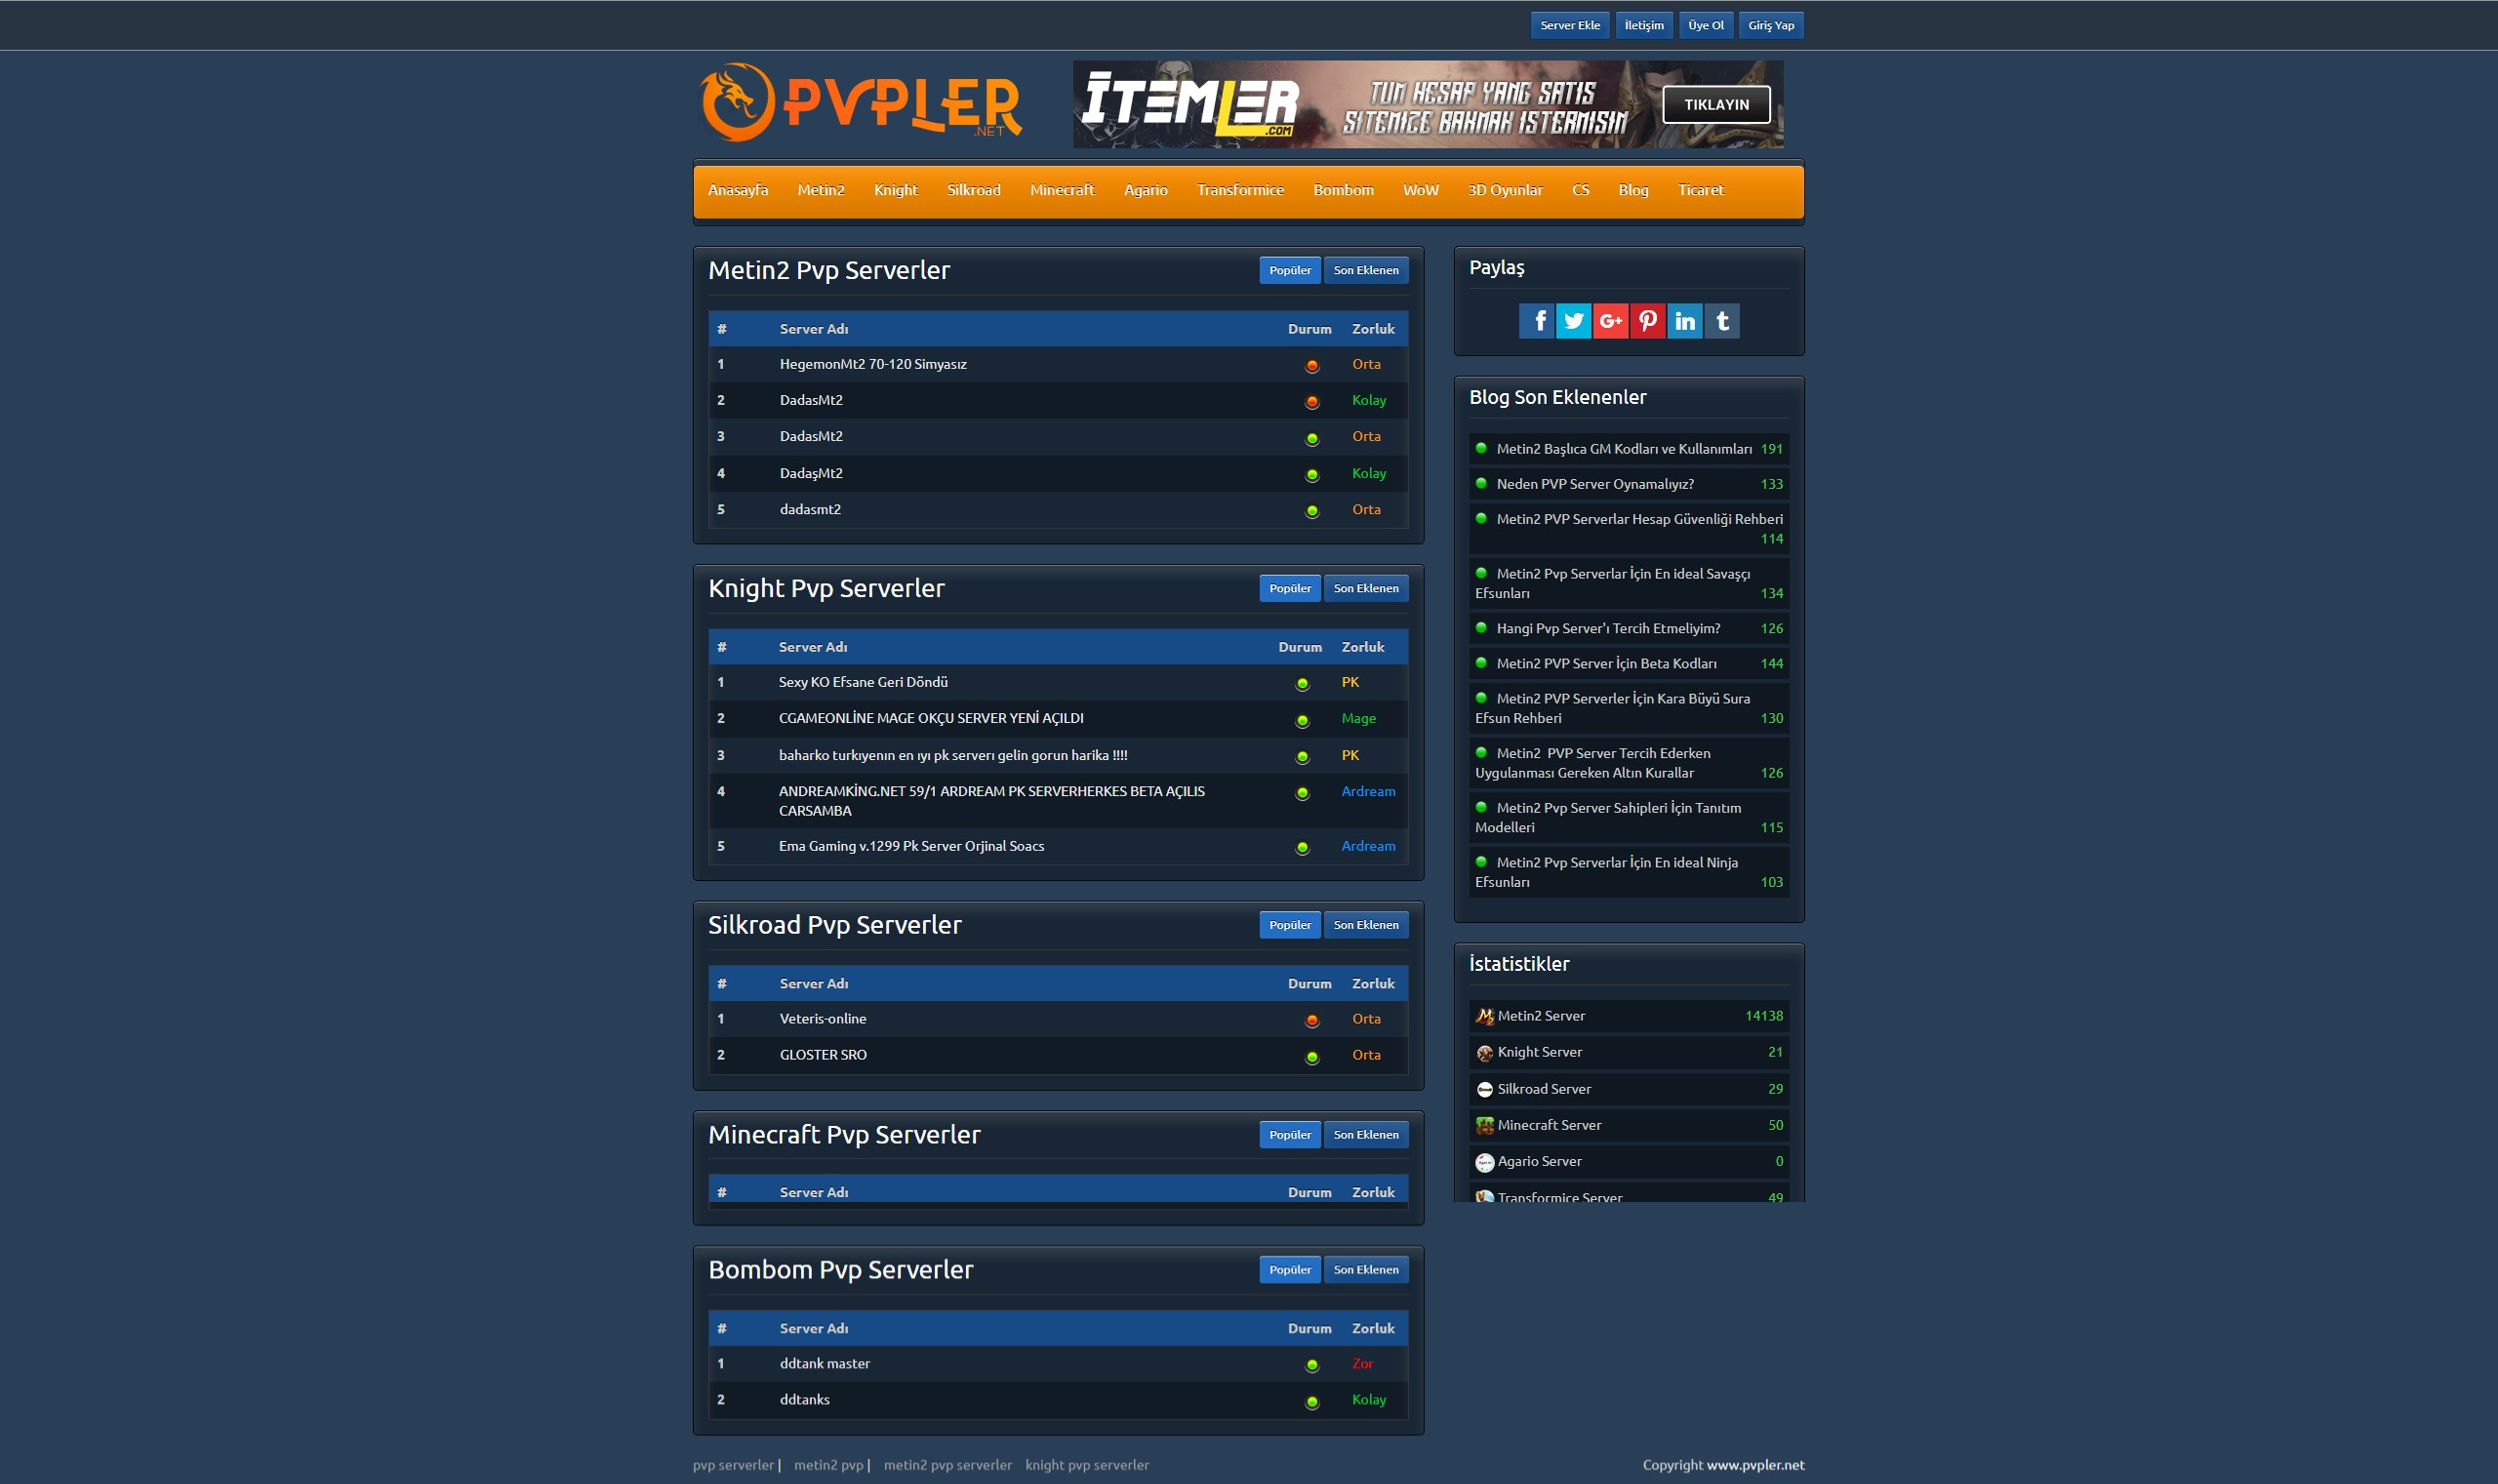 Server Ekle İletişim Üye Ol Giriş Yap
PVPLER
.NET
İTEMLER
.COM
TUM HESAP YANG SATIS
SITEMIZE BAKMAK ISTERMISIN
TIKLAYIN
Anasayfa Metin2 Knight Silkroad Minecraft Agario Transformice Bombom WoW 3D Oyunlar CS Blog Ticaret
Metin2 Pvp Serverler Popüler Son Eklenen
# Server Adı Durum Zorluk
1 HegemonMt2 70-120 Simyasız Orta
2 DadasMt2 Kolay
3 DadasMt2 Orta
4 DadaşMt2 Kolay
5 dadasmt2 Orta
Knight Pvp Serverler Popüler Son Eklenen
# Server Adı Durum Zorluk
1 Sexy KO Efsane Geri Döndü PK
2 CGAMEONLİNE MAGE OKÇU SERVER YENİ AÇILDI Mage
3 baharko turkıyenın en ıyı pk serverı gelin gorun harika !!!! PK
4 ANDREAMKİNG.NET 59/1 ARDREAM PK SERVERHERKES BETA AÇILIS Ardream
CARSAMBA
5 Ema Gaming v.1299 Pk Server Orjinal Soacs Ardream
Silkroad Pvp Serverler Popüler Son Eklenen
# Server Adı Durum Zorluk
1 Veteris-online Orta
2 GLOSTER SRO Orta
Minecraft Pvp Serverler Popüler Son Eklenen
# Server Adı Durum Zorluk
Bombom Pvp Serverler Popüler Son Eklenen
# Server Adı Durum Zorluk
1 ddtank master Zor
2 ddtanks Kolay
Paylaş
Blog Son Eklenenler
Metin2 Başlıca GM Kodları ve Kullanımları 191
Neden PVP Server Oynamalıyız? 133
Metin2 PVP Serverlar Hesap Güvenliği Rehberi
114
Metin2 Pvp Serverlar İçin En ideal Savaşçı
Efsunları 134
Hangi Pvp Server'ı Tercih Etmeliyim? 126
Metin2 PVP Server İçin Beta Kodları 144
Metin2 PVP Serverler İçin Kara Büyü Sura
Efsun Rehberi 130
Metin2 PVP Server Tercih Ederken
Uygulanması Gereken Altın Kurallar 126
Metin2 Pvp Server Sahipleri İçin Tanıtım
Modelleri 115
Metin2 Pvp Serverlar İçin En ideal Ninja
Efsunları 103
İstatistikler
Metin2 Server 14138
Knight Server 21
Silkroad Server 29
Minecraft Server 50
Agario Server 0
Transformice Server 49
pvp serverler | metin2 pvp | metin2 pvp serverler knight pvp serverler
Copyright www.pvpler.net